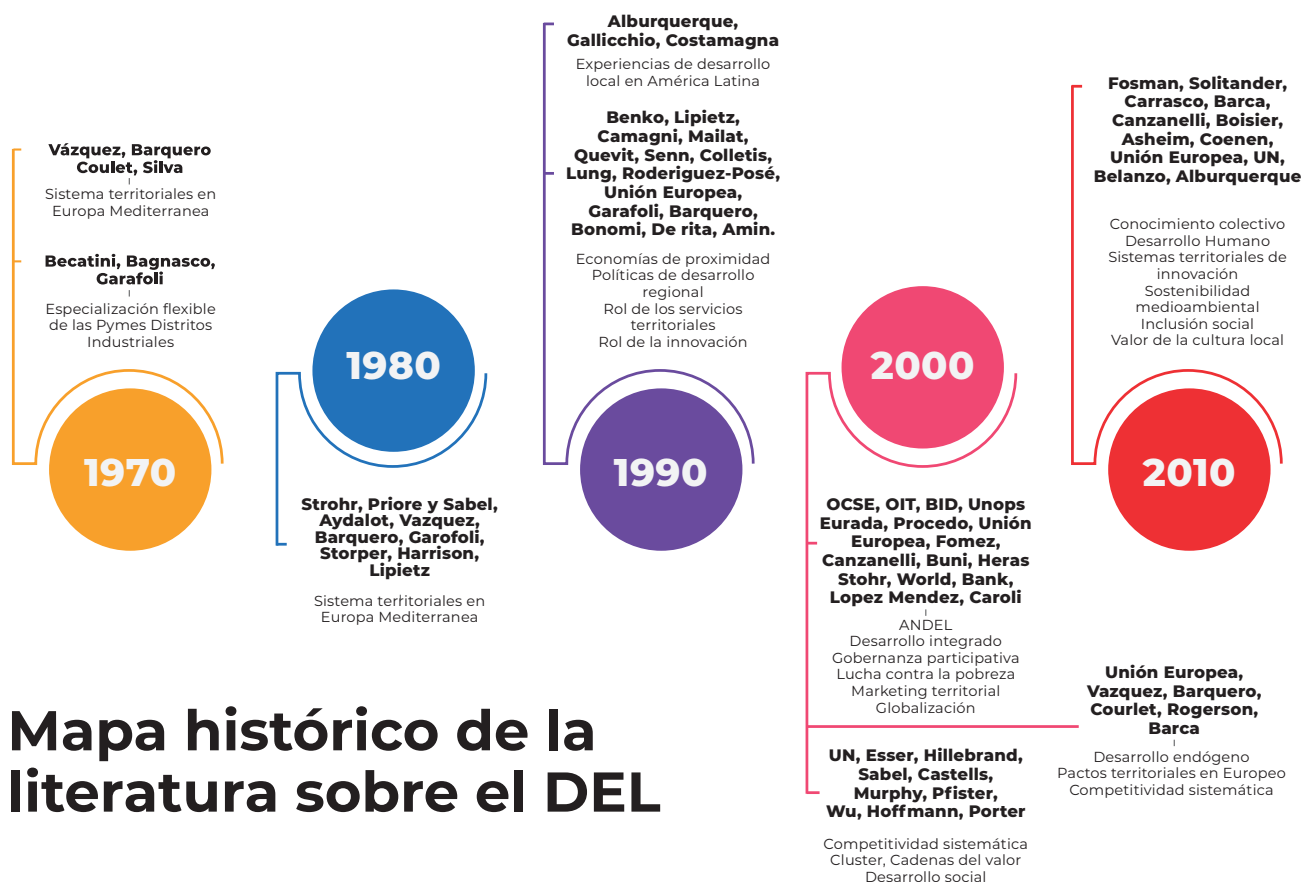 Vázquez, Barquero
Coulet, Silva
Sistema territoriales en
Europa Mediterranea
Becatini, Bagnasco,
Garafoli
Especialización flexible
de las Pymes Distritos
Industriales
1970
1980
Strohr, Priore y Sabel,
Aydalot, Vazquez,
Barquero, Garofoli,
Storper, Harrison,
Lipietz
Sistema territoriales en
Europa Mediterranea
Alburquerque,
Gallicchio, Costamagna
Experiencias de desarrollo
local en América Latina
Benko, Lipietz,
Camagni, Mailat,
Quevit, Senn, Colletis,
Lung, Roderiguez-Posé,
Unión Europea,
Garafoli, Barquero,
Bonomi, De rita, Amin.
Economías de proximidad
Políticas de desarrollo
regional
Rol de los servicios
territoriales
Rol de la innovación
1990
2000
OCSE, OIT, BID, Unops
Eurada, Procedo, Unión
Europea, Fomez,
Canzanelli, Buni, Heras
Stohr, World, Bank,
Lopez Mendez, Caroli
ANDEL
Desarrollo integrado
Gobernanza participativa
Lucha contra la pobreza
Marketing territorial
Globalización
UN, Esser, Hillebrand,
Sabel, Castells,
Murphy, Pfister,
Wu, Hoffmann, Porter
Competitividad sistemática
Cluster, Cadenas del valor
Desarrollo social
Unión Europea,
Vazquez, Barquero,
Courlet, Rogerson,
Barca
Desarrollo endógeno
Pactos territoriales en Europeo
Competitividad sistemática
Fosman, Solitander,
Carrasco, Barca,
Canzanelli, Boisier,
Asheim, Coenen,
Unión Europea, UN,
Belanzo, Alburquerque
Conocimiento colectivo
Desarrollo Humano
Sistemas territoriales de
innovación
Sostenibilidad
medioambiental
Inclusión social
Valor de la cultura local
2010
Mapa histórico de la
literatura sobre el DEL